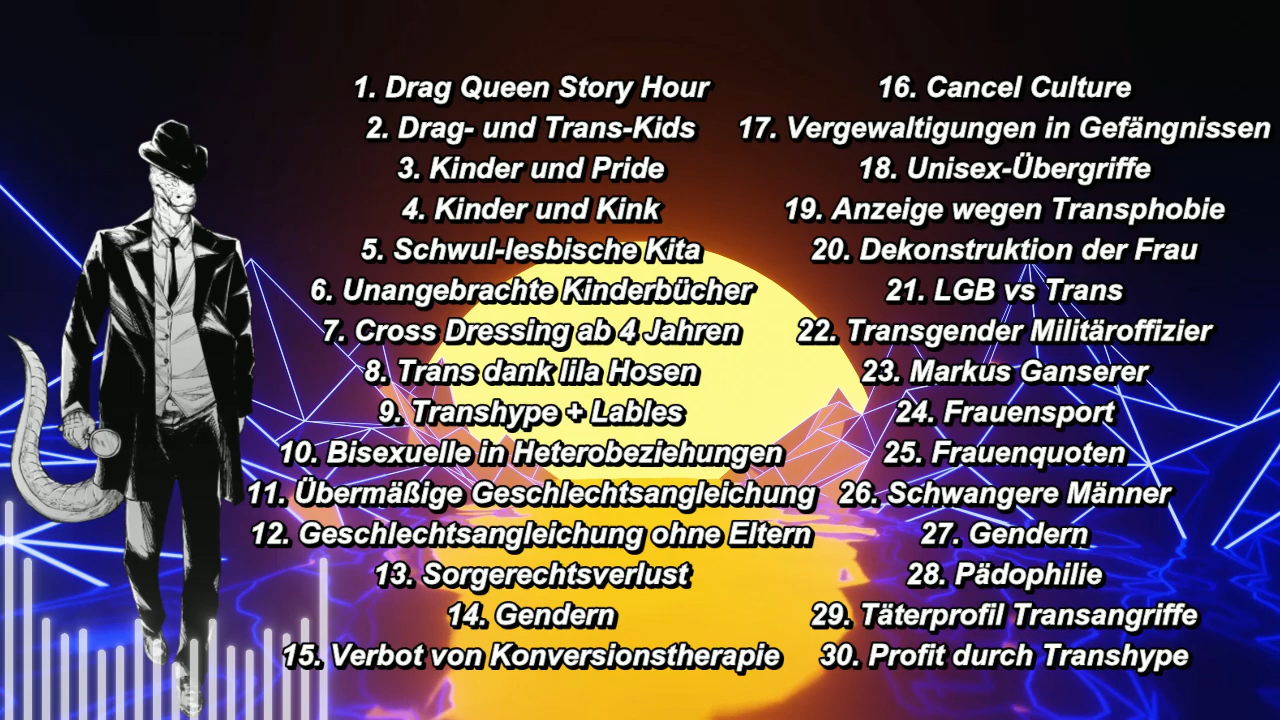 1. Drag Queen Story Hour
2. Drag- und Trans-Kids
3. Kinder und Pride
4. Kinder und Kink
5. Schwul-lesbische Kita
6. Unangebrachte Kinderbücher
7. Cross Dressing ab 4 Jahren
8. Trans dank lila Hosen
9. Transhype + Lables
10. Bisexuelle in Heterobeziehungen
11. Übermäßige Geschlechtsangleichung
12. Geschlechtsangleichung ohne Eltern
13. Sorgerechtsverlust
14. Gendern
15. Verbot von Konversionstherapie
16. Cancel Culture
17. Vergewaltigungen in Gefängnissen
18. Unisex-Übergriffe
19. Anzeige wegen Transphobie
20. Dekonstruktion der Frau
21. LGB vs Trans
22. Transgender Militäroffizier
23. Markus Ganserer
24. Frauensport
25. Frauenquoten
26. Schwangere Männer
27. Gendern
28. Pädophilie
29. Täterprofil Transangriffe
30. Profit durch Transhype